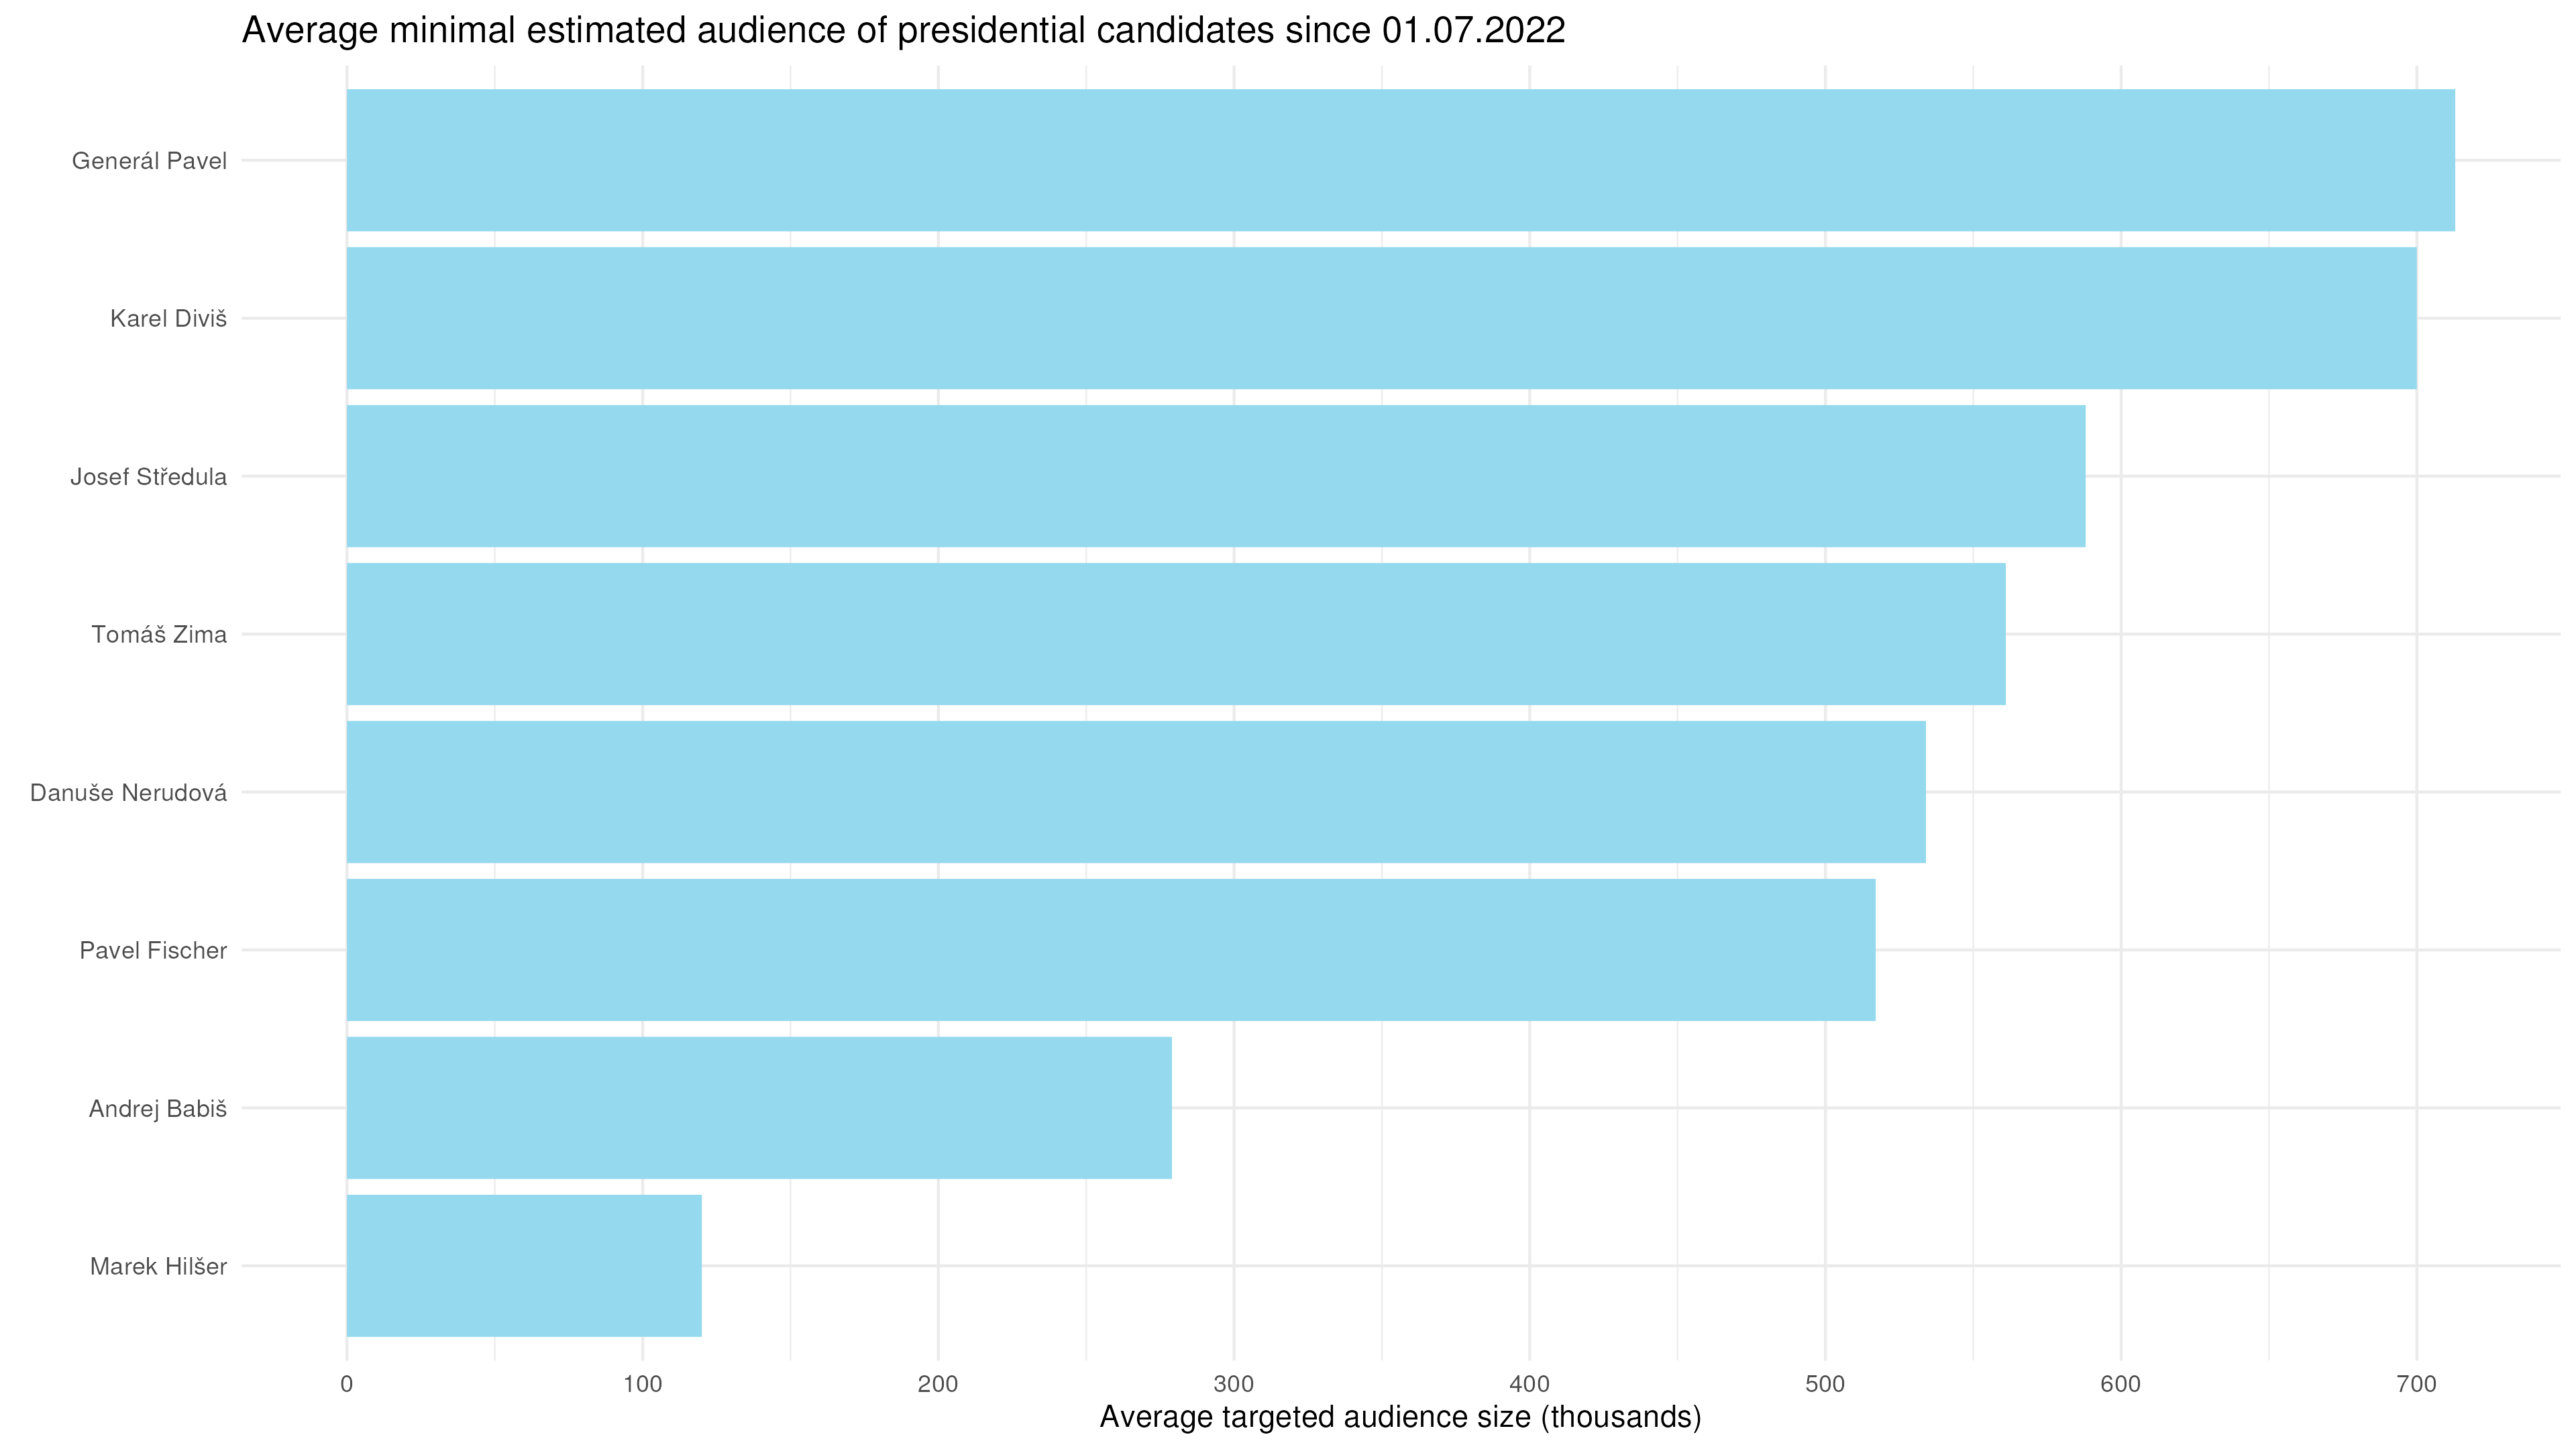 Average minimal estimated audience of presidential candidates since 01.07.2022
Generál Pavel
Karel Diviš
Josef Středula
Tomáš Zima
Danuše Nerudová
Pavel Fischer
Andrej Babiš
Marek Hilšer
0 100 200 300 400 500 600 700
Average targeted audience size (thousands)